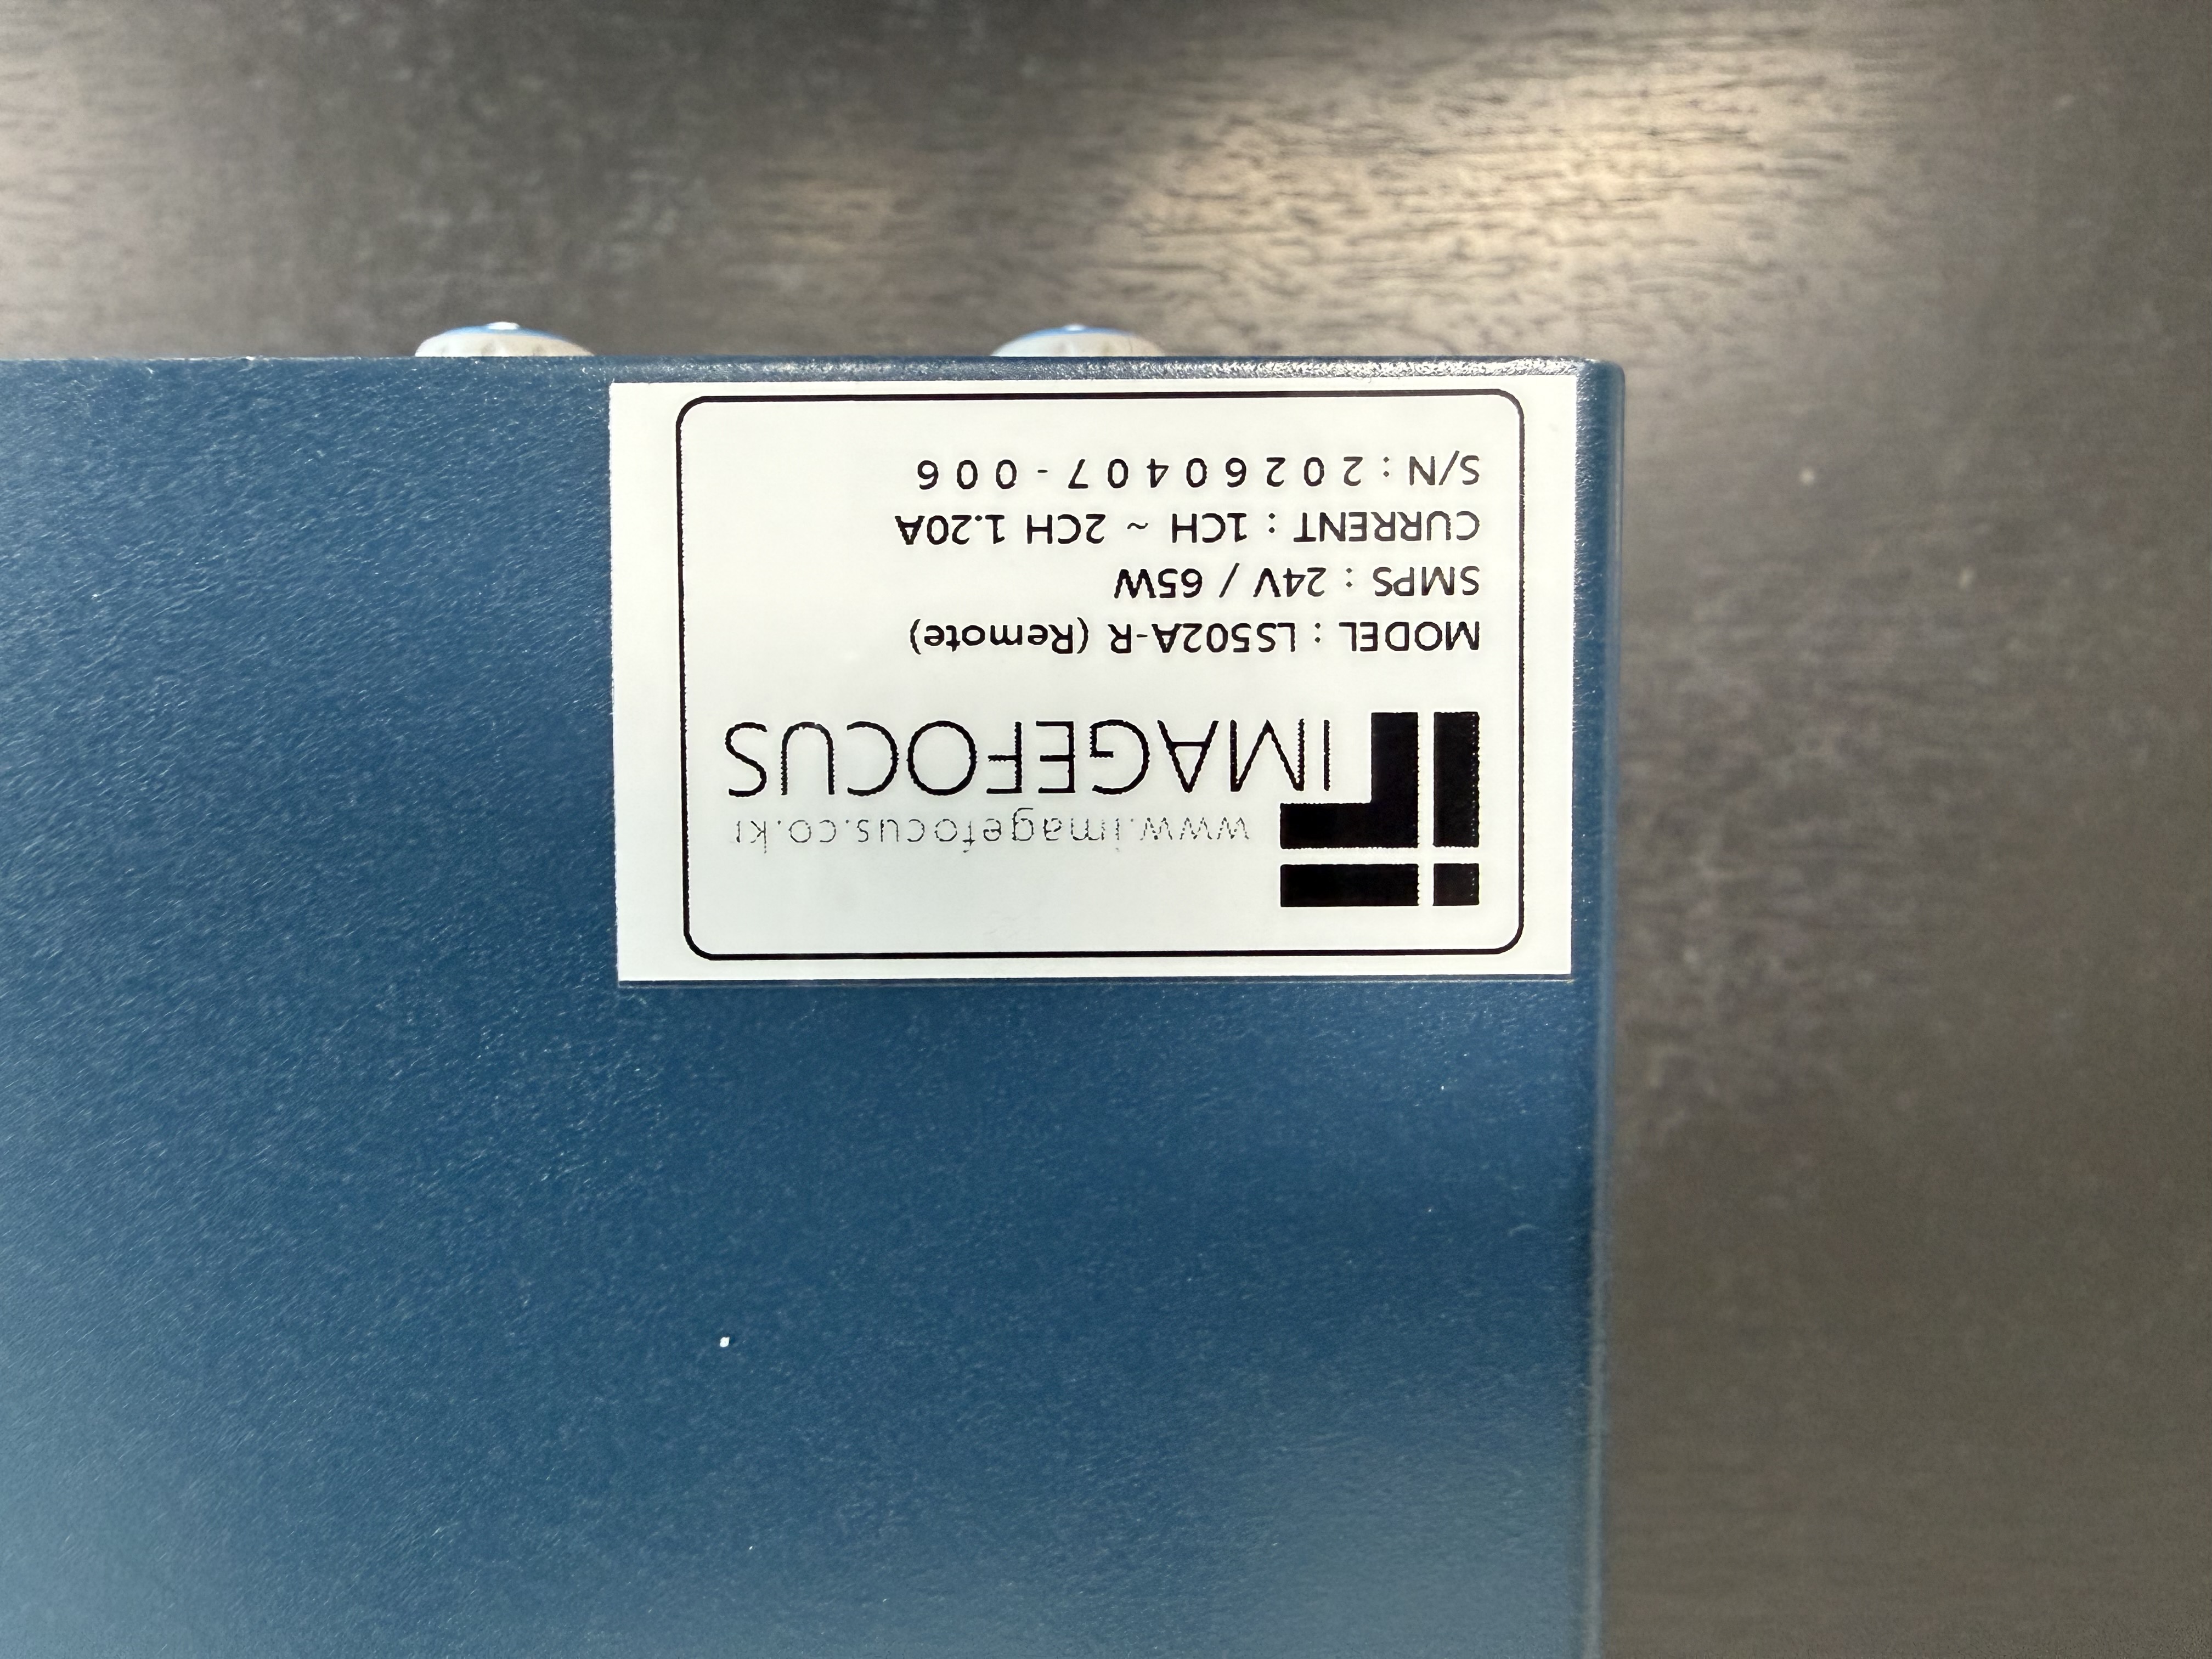 www.imagefocus.co.kr
IMAGEFOCUS
MODEL : LS502A-R (Remote)
SMPS : 24V / 65W
CURRENT : 1CH ~ 2CH 1.20A
S/N : 20260407-006